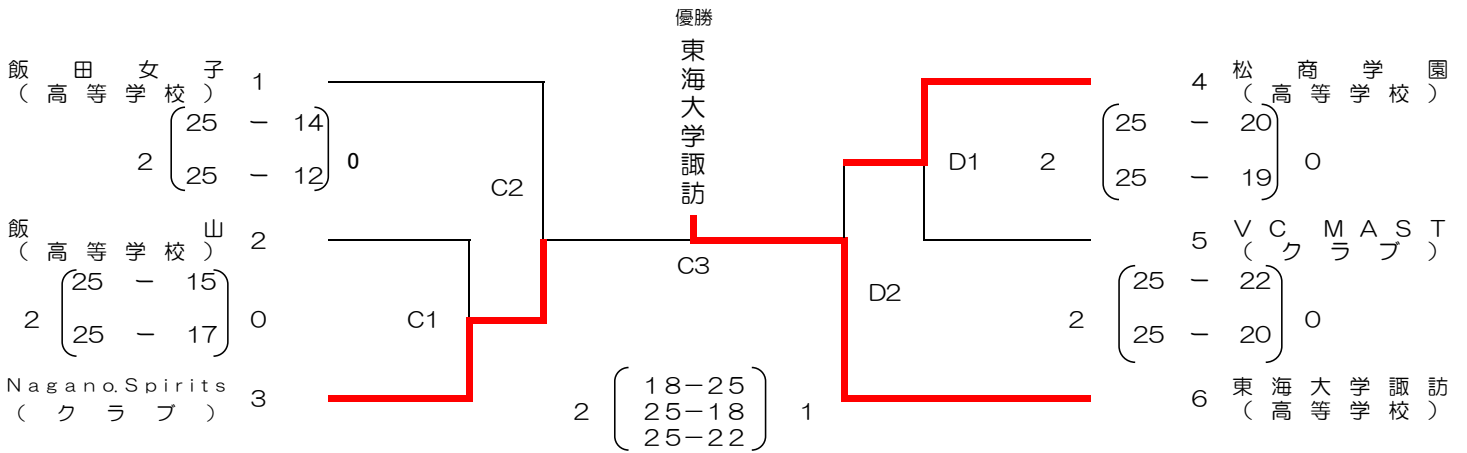 優勝
東海大学諏訪
飯田女子
（高等学校）
1
2
25 － 14
25 － 12
0
C2
飯山
（高等学校）
2
2
25 － 15
25 － 17
0
C1
Nagano.Spirits
（クラブ）
3
C3
2
18－25
25－18
25－22
1
4
松商学園
（高等学校）
D1
2
25 － 20
25 － 19
0
5
ＶＣ ＭＡＳＴ
（クラブ）
D2
2
25 － 22
25 － 20
0
6
東海大学諏訪
（高等学校）